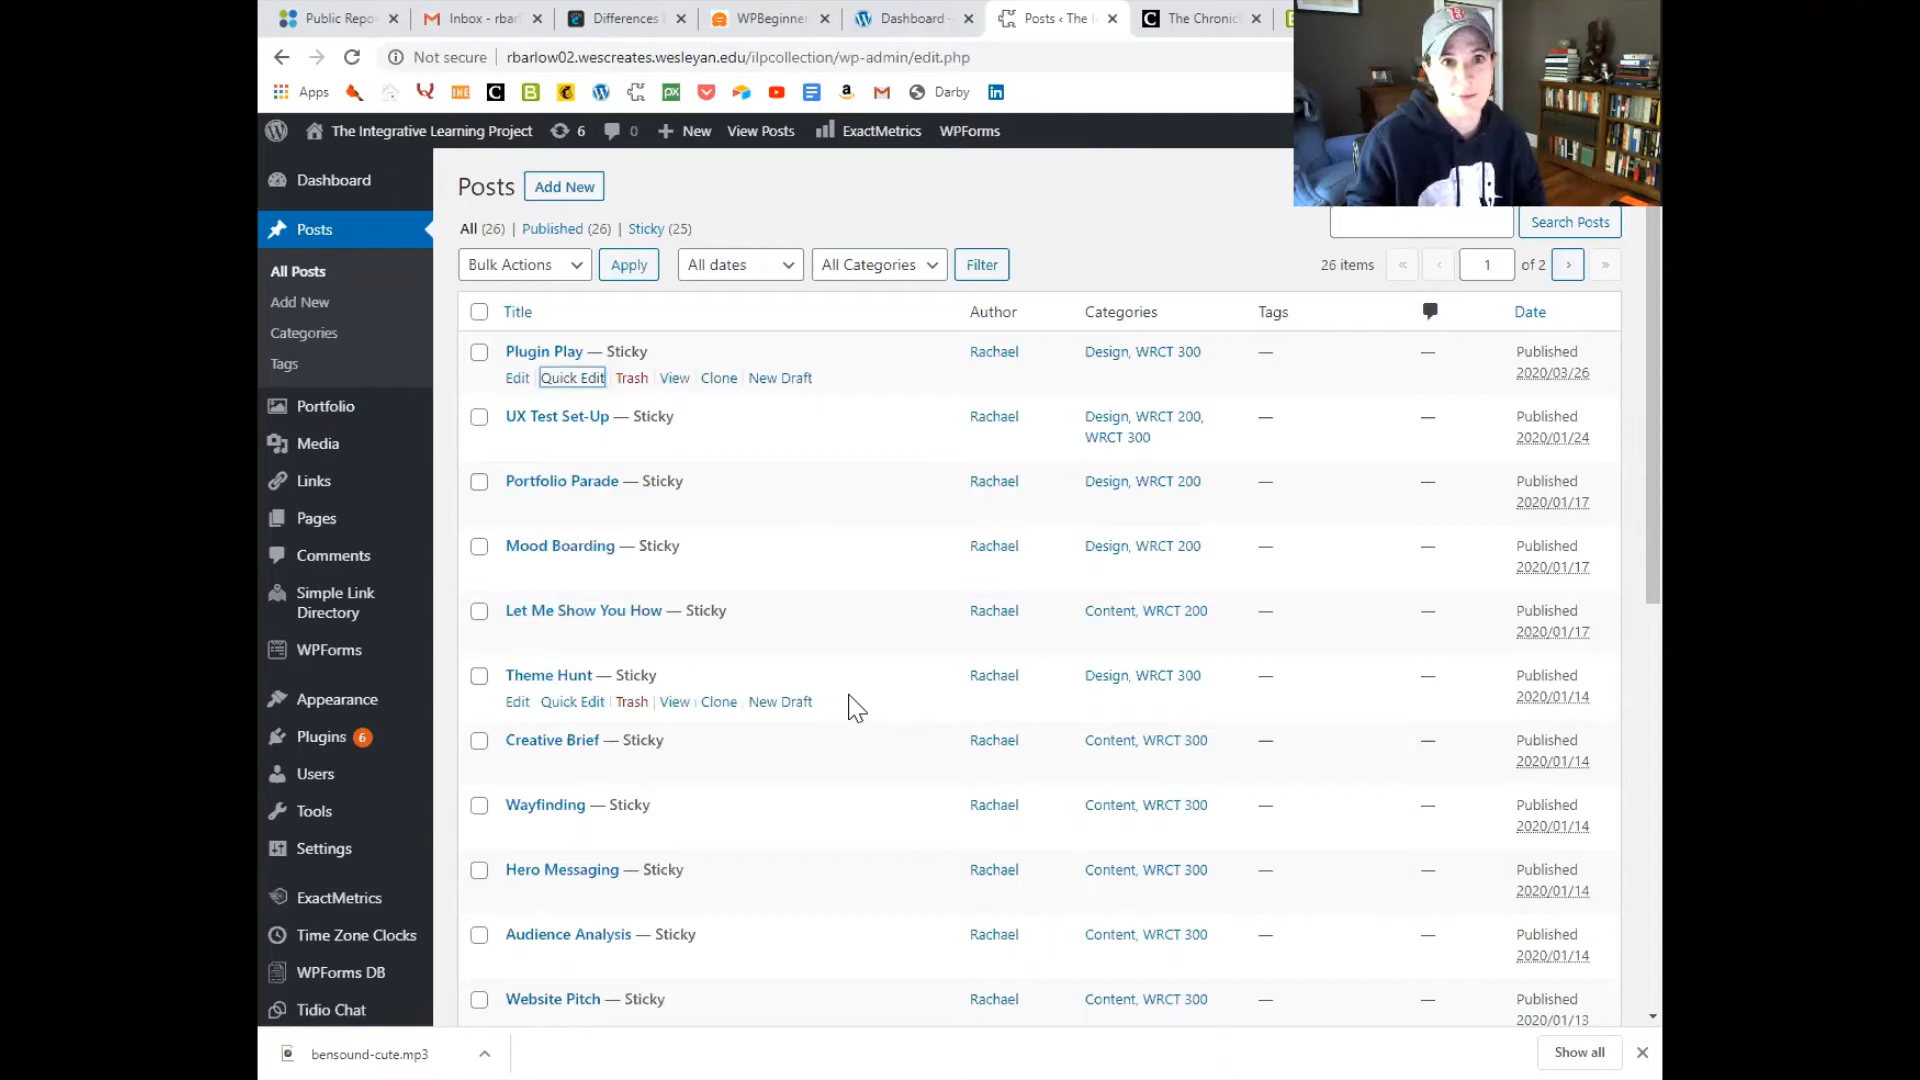 Public Repo
Inbox - rbar
Differences
WPBeginner
Dashboard -
Posts ‹ The I
The Chronic
Not secure
rbarlow02.wescreates.wesleyan.edu/ilpcollection/wp-admin/edit.php
Apps
Darby
The Integrative Learning Project
6
0
New
View Posts
ExactMetrics
WPForms
Dashboard
Posts
All Posts
Add New
Categories
Tags
Portfolio
Media
Links
Pages
Comments
Simple Link
Directory
WPForms
Appearance
Plugins 6
Users
Tools
Settings
ExactMetrics
Time Zone Clocks
WPForms DB
Tidio Chat
Posts
Add New
All (26) | Published (26) | Sticky (25)
Search Posts
Bulk Actions
Apply
All dates
All Categories
Filter
26 items « ‹ 1 of 2 › »
Title Author Categories Tags Date
Plugin Play — Sticky Rachael Design, WRCT 300 — — Published
Edit | Quick Edit | Trash | View | Clone | New Draft 2020/03/26
UX Test Set-Up — Sticky Rachael Design, WRCT 200, — — Published
WRCT 300 2020/01/24
Portfolio Parade — Sticky Rachael Design, WRCT 200 — — Published
2020/01/17
Mood Boarding — Sticky Rachael Design, WRCT 200 — — Published
2020/01/17
Let Me Show You How — Sticky Rachael Content, WRCT 200 — — Published
2020/01/17
Theme Hunt — Sticky Rachael Design, WRCT 300 — — Published
Edit | Quick Edit | Trash | View | Clone | New Draft 2020/01/14
Creative Brief — Sticky Rachael Content, WRCT 300 — — Published
2020/01/14
Wayfinding — Sticky Rachael Content, WRCT 300 — — Published
2020/01/14
Hero Messaging — Sticky Rachael Content, WRCT 300 — — Published
2020/01/14
Audience Analysis — Sticky Rachael Content, WRCT 300 — — Published
2020/01/14
Website Pitch — Sticky Rachael Content, WRCT 300 — — Published
2020/01/13
bensound-cute.mp3
Show all